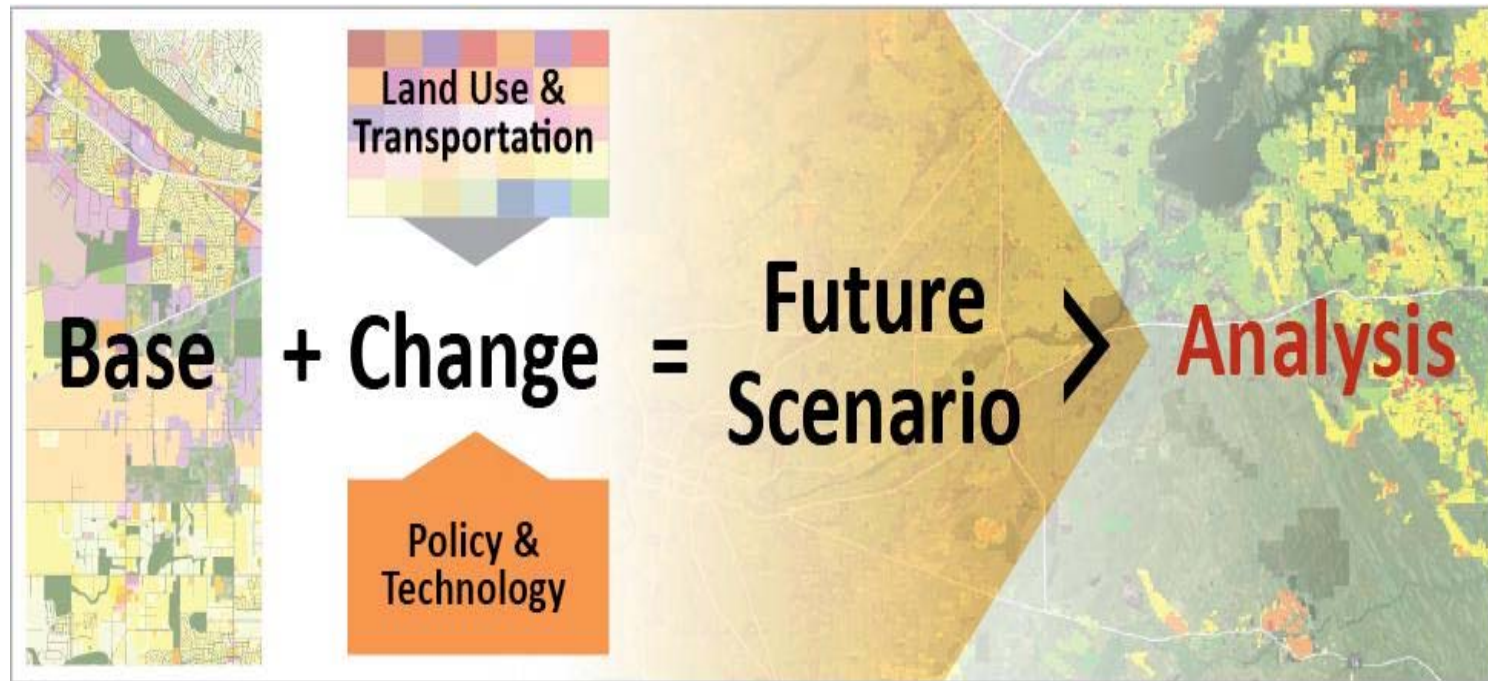 Land Use &
Transportation
Base + Change = Future
Scenario > Analysis
Policy &
Technology